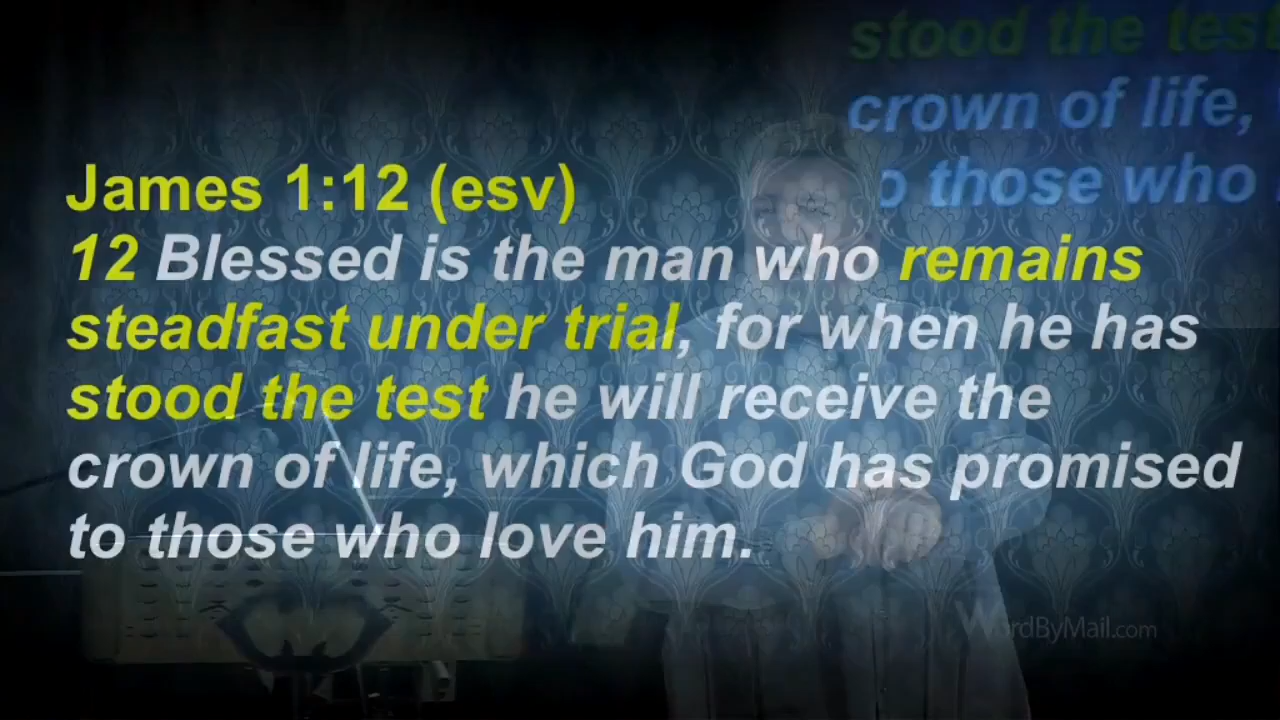 stood the test
crown of life,
o those who
James 1:12 (esv)
12 Blessed is the man who remains
steadfast under trial, for when he has
stood the test he will receive the
crown of life, which God has promised
to those who love him.
WordByMail.com